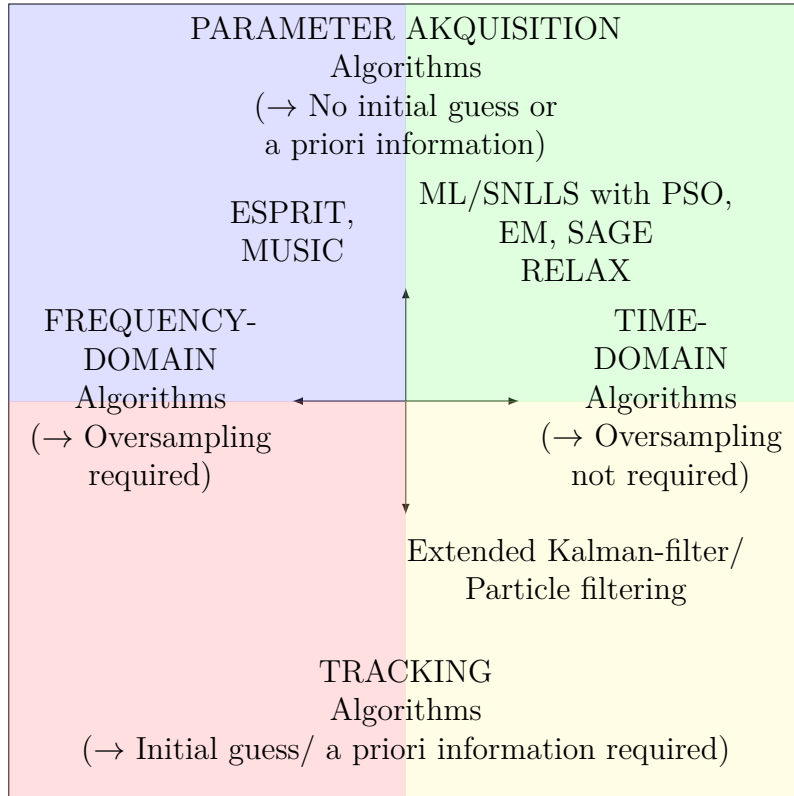 PARAMETER AKQUISITION
Algorithms
(→ No initial guess or
a priori information)
ESPRIT,
MUSIC
ML/SNLLS with PSO,
EM, SAGE
RELAX
FREQUENCY-
DOMAIN
Algorithms
(→ Oversampling
required)
TIME-
DOMAIN
Algorithms
(→ Oversampling
not required)
Extended Kalman-filter/
Particle filtering
TRACKING
Algorithms
(→ Initial guess/ a priori information required)